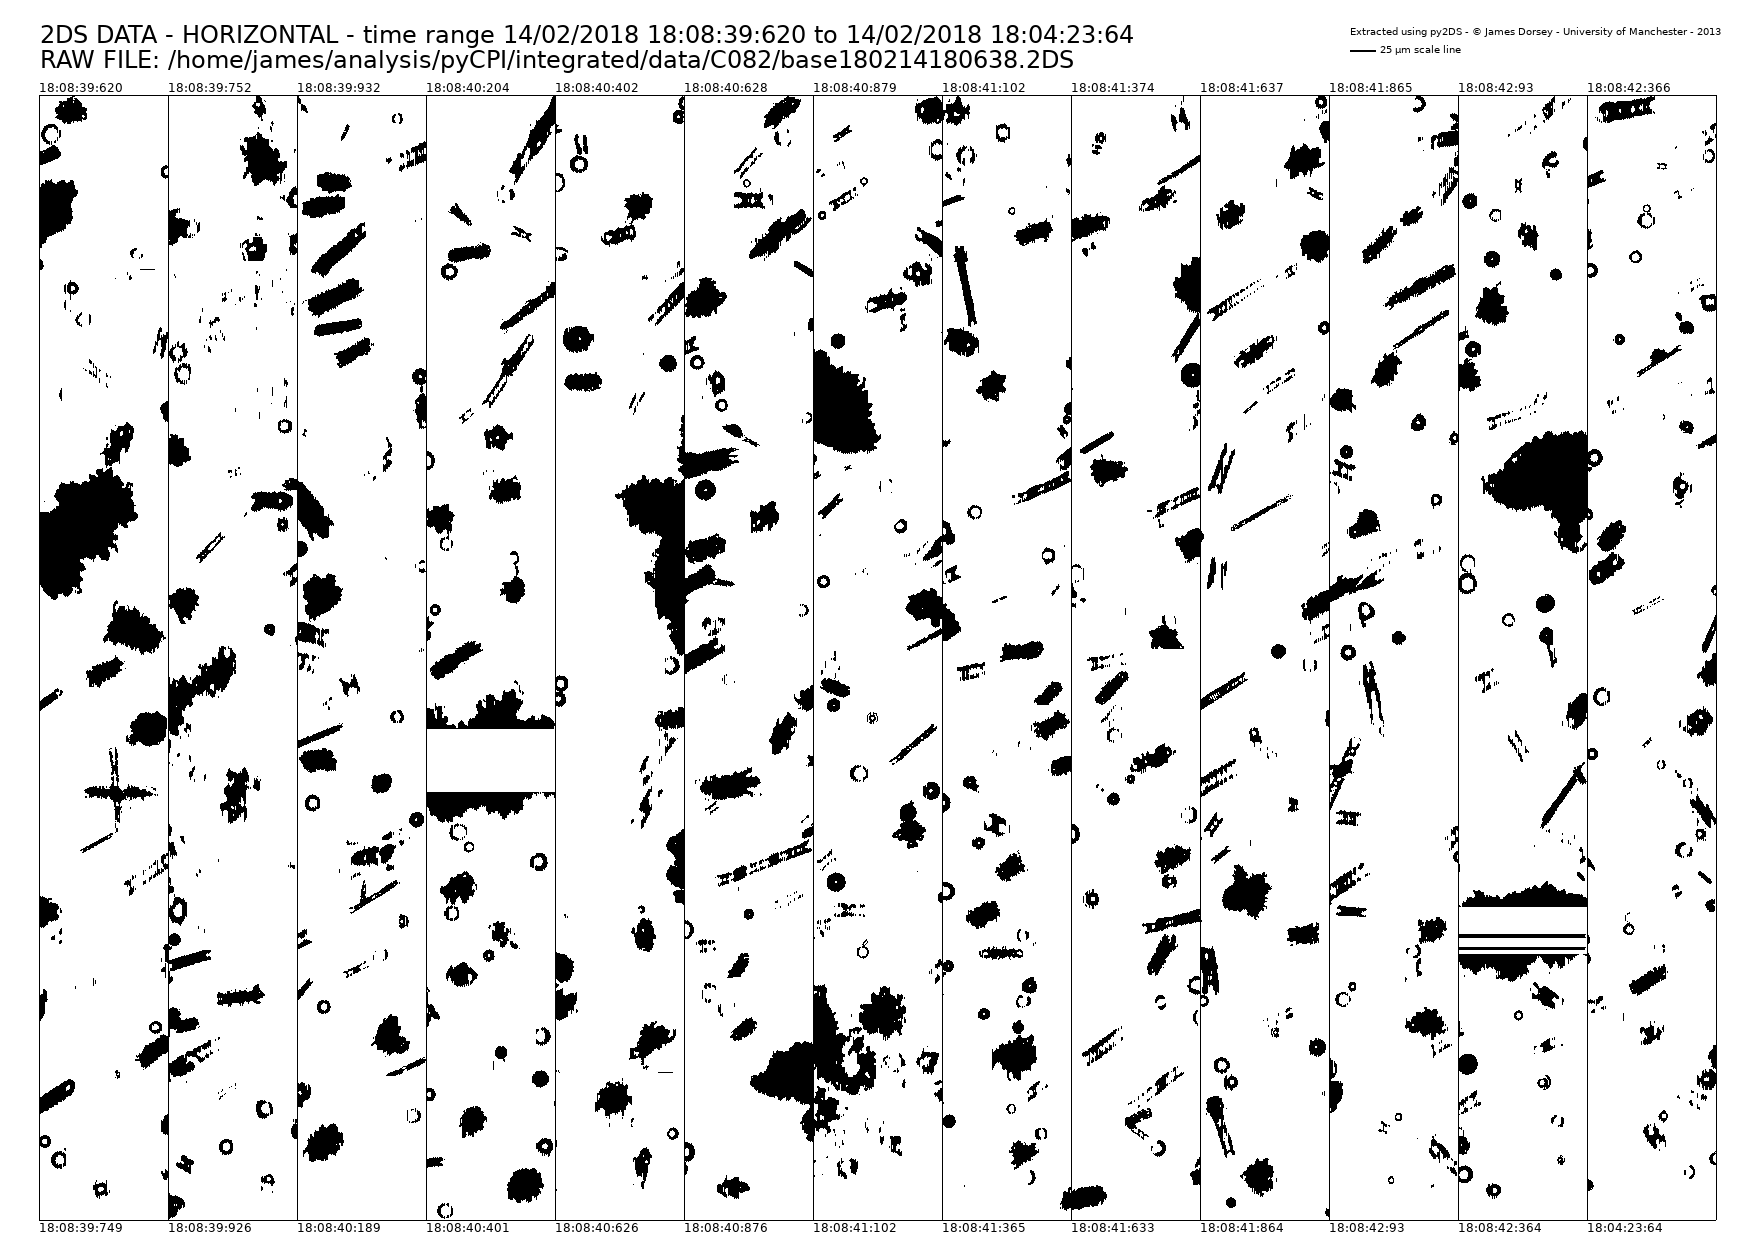 2DS DATA - HORIZONTAL - time range 14/02/2018 18:08:39:620 to 14/02/2018 18:04:23:64
RAW FILE: /home/james/analysis/pyCPI/integrated/data/C082/base180214180638.2DS
Extracted using py2DS - © James Dorsey - University of Manchester - 2013
25 µm scale line
18:08:39:620 18:08:39:752 18:08:39:932 18:08:40:204 18:08:40:402 18:08:40:628 18:08:40:879 18:08:41:102 18:08:41:374 18:08:41:637 18:08:41:865 18:08:42:93 18:08:42:366
18:08:39:749 18:08:39:926 18:08:40:189 18:08:40:401 18:08:40:626 18:08:40:876 18:08:41:102 18:08:41:365 18:08:41:633 18:08:41:864 18:08:42:93 18:08:42:364 18:04:23:64